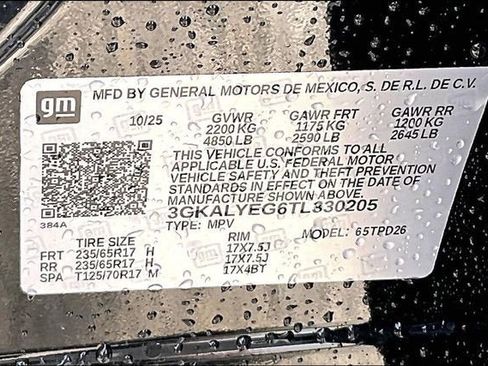 gm MFD BY GENERAL MOTORS DE MEXICO, S. DE R.L. DE C.V.
10/25 GVWR GAWR FRT GAWR RR
2200 KG 1175 KG 1200 KG
4850 LB 2590 LB 2645 LB
THIS VEHICLE CONFORMS TO ALL
APPLICABLE U.S. FEDERAL MOTOR
VEHICLE SAFETY AND THEFT PREVENTION
STANDARDS IN EFFECT ON THE DATE OF
MANUFACTURE SHOWN ABOVE.
3GKALYEG6TL330205
384A TYPE: MPV MODEL: 65TPD26
TIRE SIZE RIM
FRT 235/65R17 H 17X7.5J
RR 235/65R17 H 17X7.5J
SPA T125/70R17 M 17X4BT